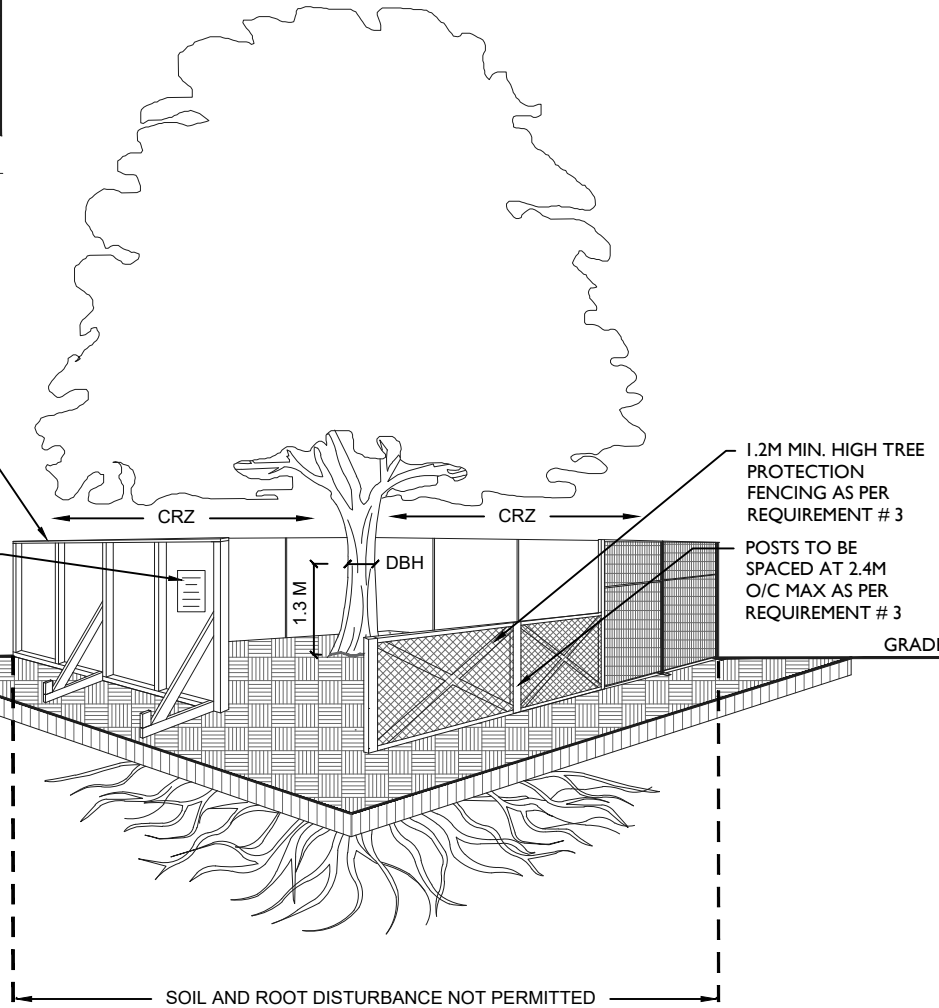 1.2M MIN. HIGH TREE
PROTECTION
FENCING AS PER
REQUIREMENT # 3
CRZ
CRZ
POSTS TO BE
SPACED AT 2.4M
O/C MAX AS PER
REQUIREMENT # 3
DBH
1.3 M
GRADE
SOIL AND ROOT DISTURBANCE NOT PERMITTED